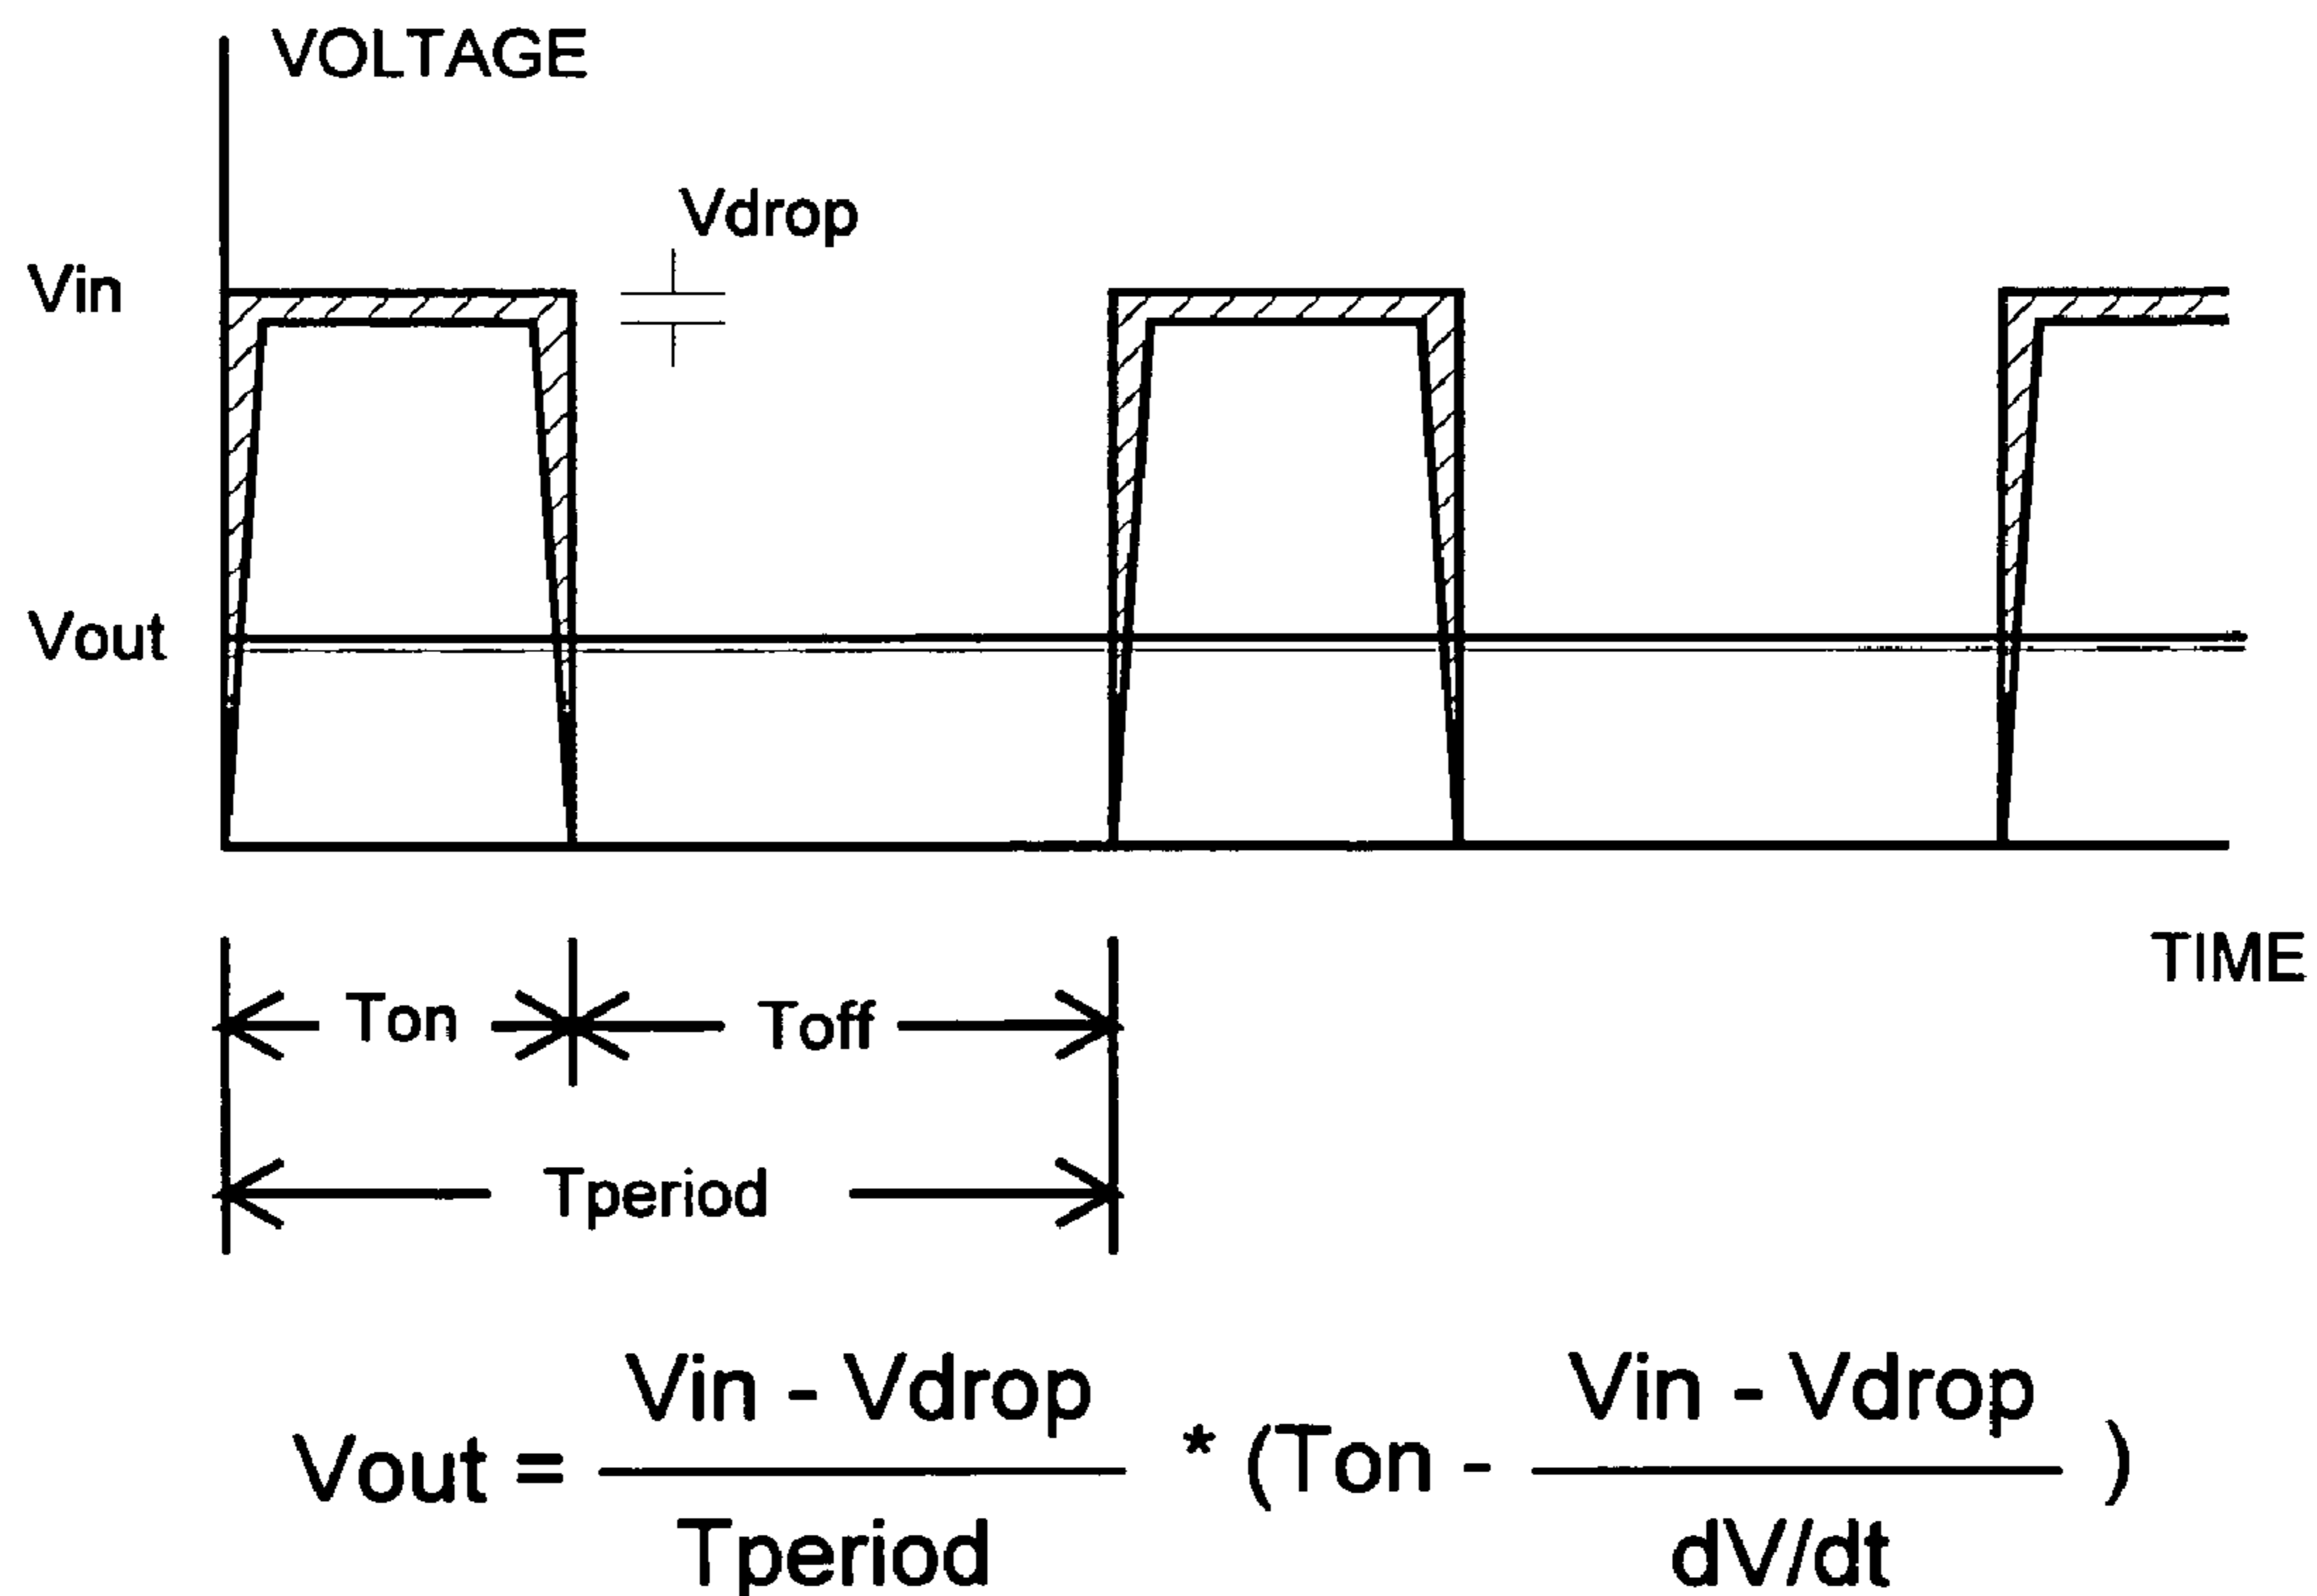 VOLTAGE
Vdrop
Vin
Vout
TIME
Ton
Toff
Tperiod
Vout = (Vin - Vdrop) / Tperiod * (Ton - (Vin - Vdrop) / (dV/dt))